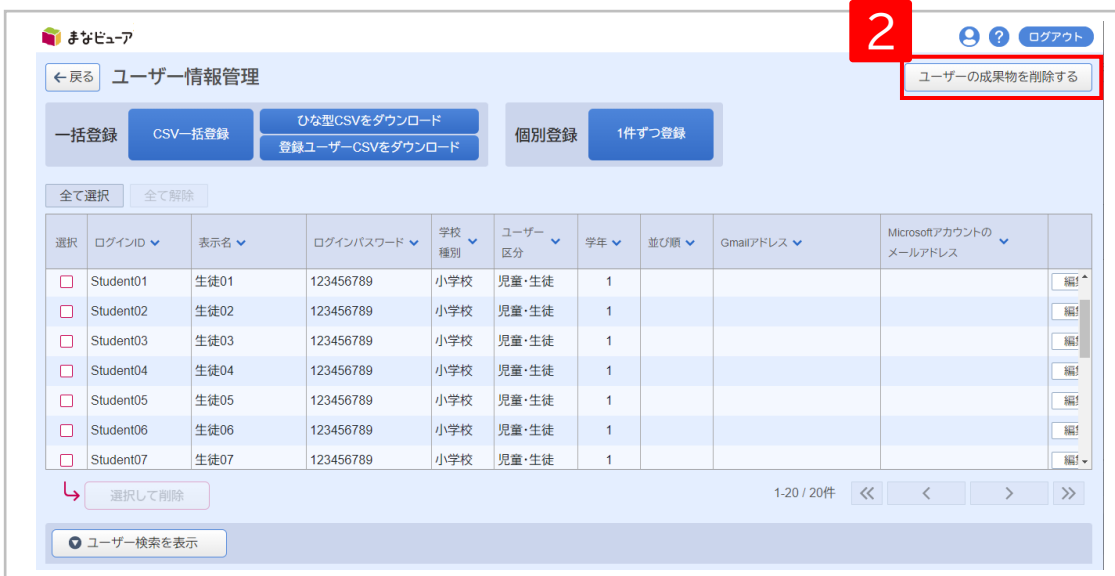 2
まなビューア
? ログアウト
←戻る ユーザー情報管理 ユーザーの成果物を削除する
一括登録 CSV一括登録 ひな型CSVをダウンロード 登録ユーザーCSVをダウンロード 個別登録 1件ずつ登録
全て選択 全て解除
選択 ログインID 表示名 ログインパスワード 学校種別 ユーザー区分 学年 並び順 Gmailアドレス Microsoftアカウントのメールアドレス
Student01 生徒01 123456789 小学校 児童・生徒 1
Student02 生徒02 123456789 小学校 児童・生徒 1
Student03 生徒03 123456789 小学校 児童・生徒 1
Student04 生徒04 123456789 小学校 児童・生徒 1
Student05 生徒05 123456789 小学校 児童・生徒 1
Student06 生徒06 123456789 小学校 児童・生徒 1
Student07 生徒07 123456789 小学校 児童・生徒 1
選択して削除 1-20 / 20件
ユーザー検索を表示